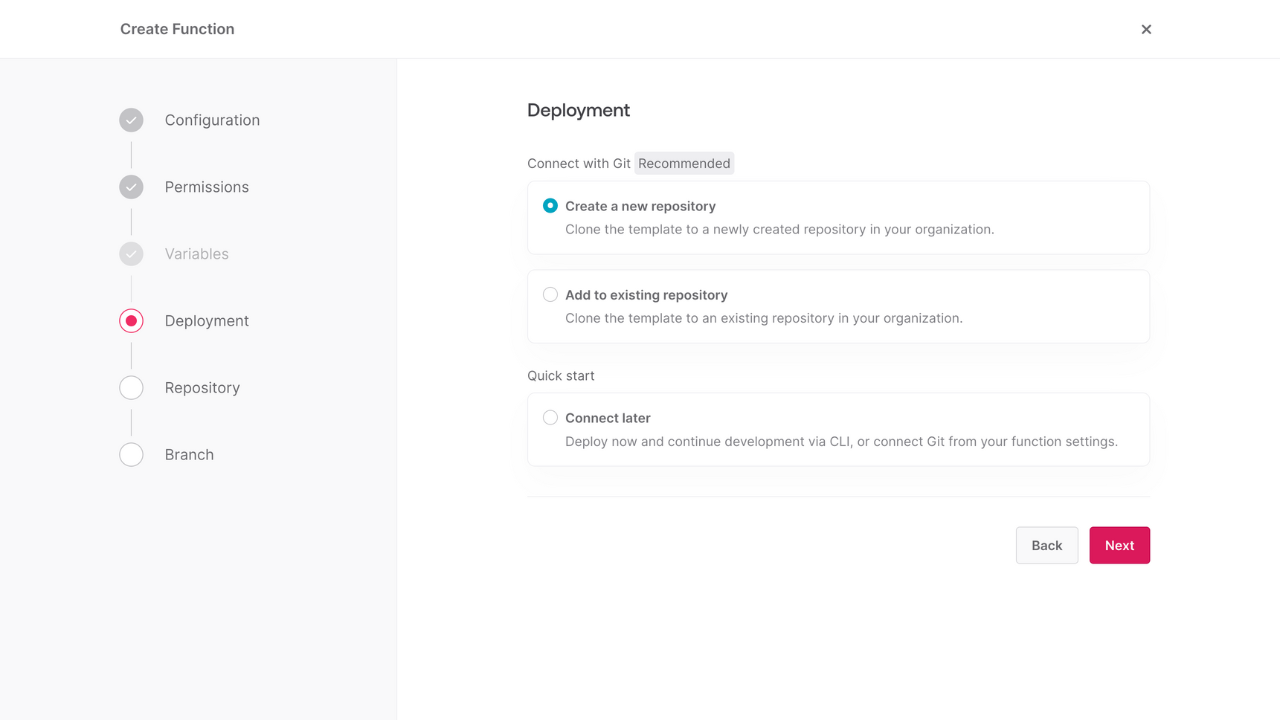 Create Function
Configuration
Permissions
Variables
Deployment
Repository
Branch
Deployment
Connect with Git Recommended
Create a new repository
Clone the template to a newly created repository in your organization.
Add to existing repository
Clone the template to an existing repository in your organization.
Quick start
Connect later
Deploy now and continue development via CLI, or connect Git from your function settings.
Back
Next